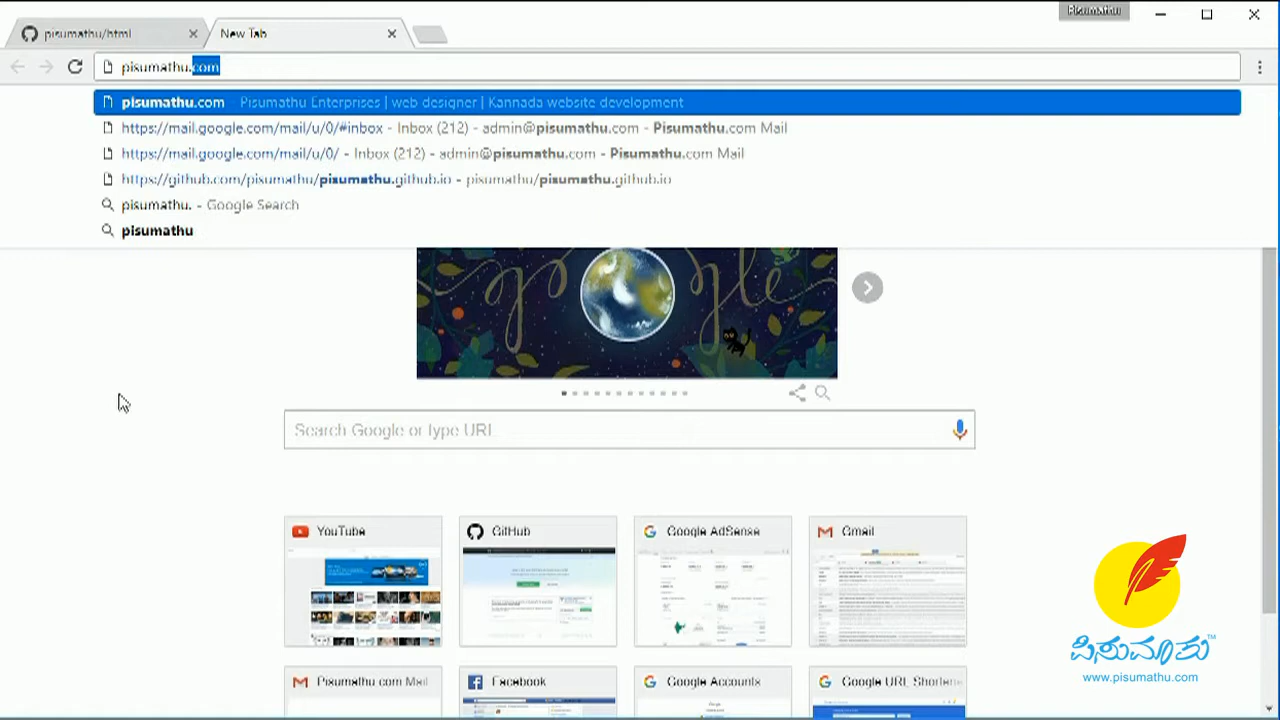 Pisumathu
pisumathu/html
New Tab
pisumathu.com
pisumathu.com Pisumathu Enterprises | web designer | Kannada website development
https://mail.google.com/mail/u/0/#inbox - Inbox (212) - admin@pisumathu.com - Pisumathu.com Mail
https://mail.google.com/mail/u/0/ - Inbox (212) - admin@pisumathu.com - Pisumathu.com Mail
https://github.com/pisumathu/pisumathu.github.io - pisumathu/pisumathu.github.io
pisumathu. - Google Search
pisumathu
Search Google or type URL
YouTube
GitHub
Google AdSense
Gmail
Pisumathu com Mail
Facebook
Google Accounts
Google URL Shortene
ಪಿಸುಮಾತು™
www.pisumathu.com